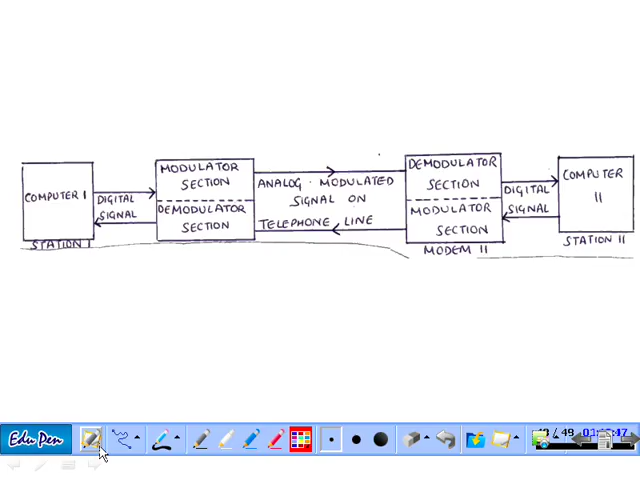 COMPUTER I
STATION I
DIGITAL
SIGNAL
MODULATOR
SECTION
DEMODULATOR
SECTION
ANALOG MODULATED
SIGNAL ON
TELEPHONE LINE
DEMODULATOR
SECTION
MODULATOR
SECTION
MODEM II
DIGITAL
SIGNAL
COMPUTER
II
STATION II
Edu Pen
/ 49